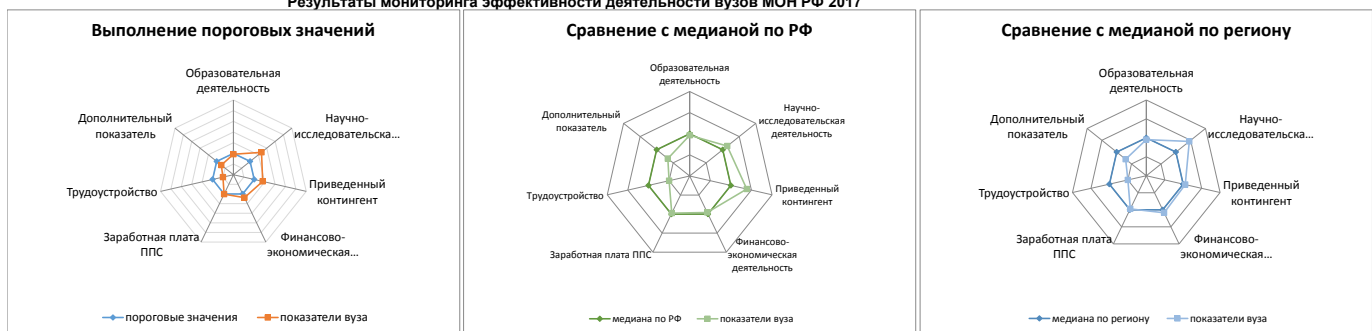 Результаты мониторинга эффективности деятельности вузов МОН РФ 2017
Выполнение пороговых значений
Образовательная
деятельность
Научно-
исследовательска...
Приведенный
контингент
Финансово-
экономическая...
Заработная плата
ППС
Трудоустройство
Дополнительный
показатель
пороговые значения
показатели вуза
Сравнение с медианой по РФ
Образовательная
деятельность
Научно-
исследовательская
деятельность
Приведенный
контингент
Финансово-
экономическая
деятельность
Заработная плата ППС
Трудоустройство
Дополнительный
показатель
медиана по РФ
показатели вуза
Сравнение с медианой по региону
Образовательная
деятельность
Научно-
исследовательска...
Приведенный
контингент
Финансово-
экономическая...
Заработная плата
ППС
Трудоустройство
Дополнительный
показатель
медиана по региону
показатели вуза